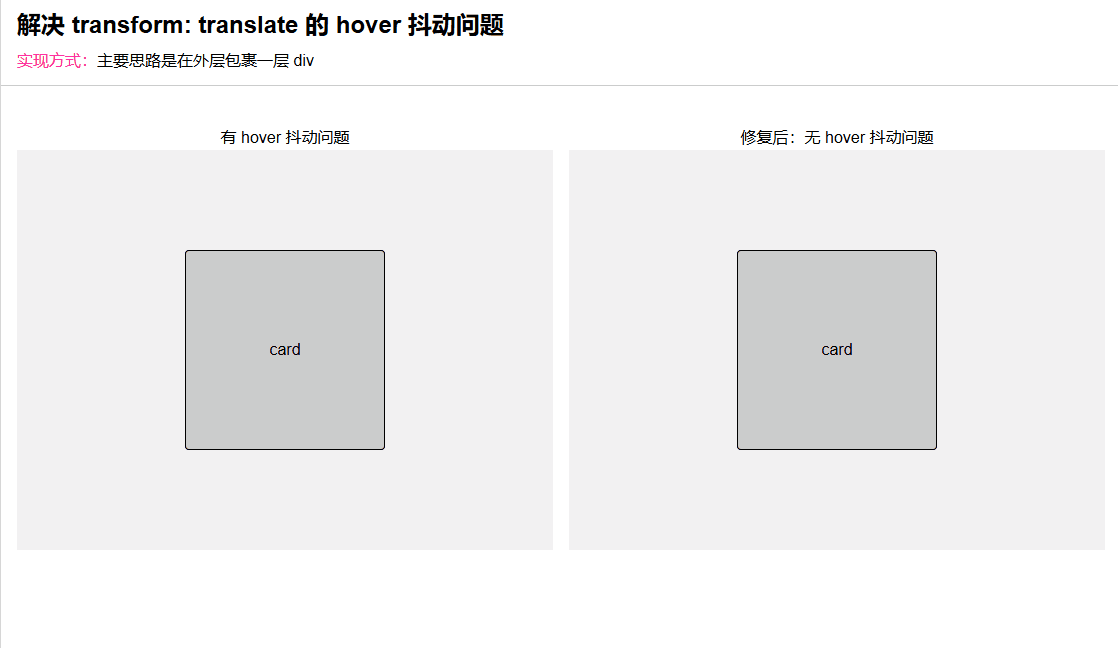 解决 transform: translate 的 hover 抖动问题
实现方式：主要思路是在外层包裹一层 div
有 hover 抖动问题
修复后：无 hover 抖动问题
card
card